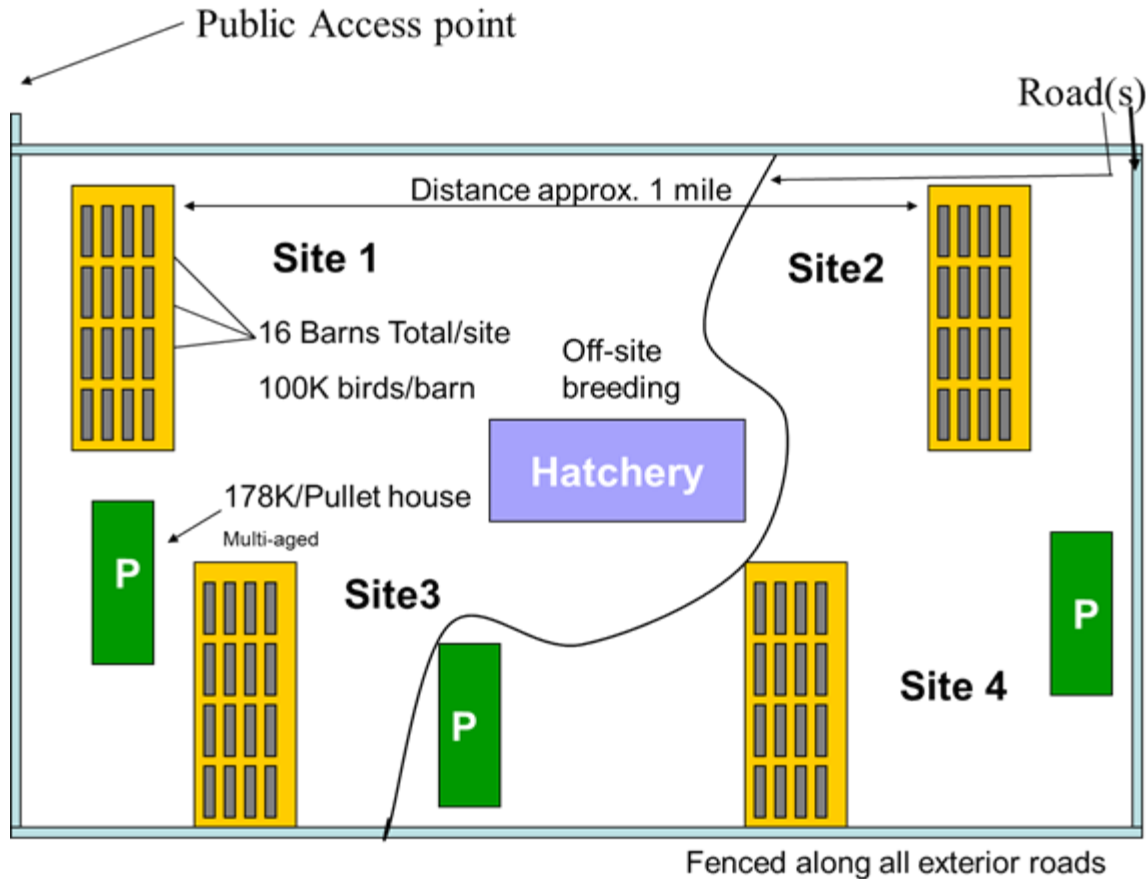 Public Access point
Road(s)
Distance approx. 1 mile
Site 1
Site2
16 Barns Total/site
100K birds/barn
Off-site
breeding
Hatchery
178K/Pullet house
Multi-aged
P
Site3
P
P
Site 4
Fenced along all exterior roads